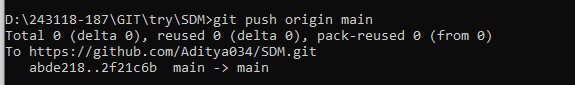 D:\243118-187\GIT\try\SDM>git push origin main
Total 0 (delta 0), reused 0 (delta 0), pack-reused 0 (from 0)
To https://github.com/Aditya034/SDM.git
   abde218..2f21c6b  main -> main